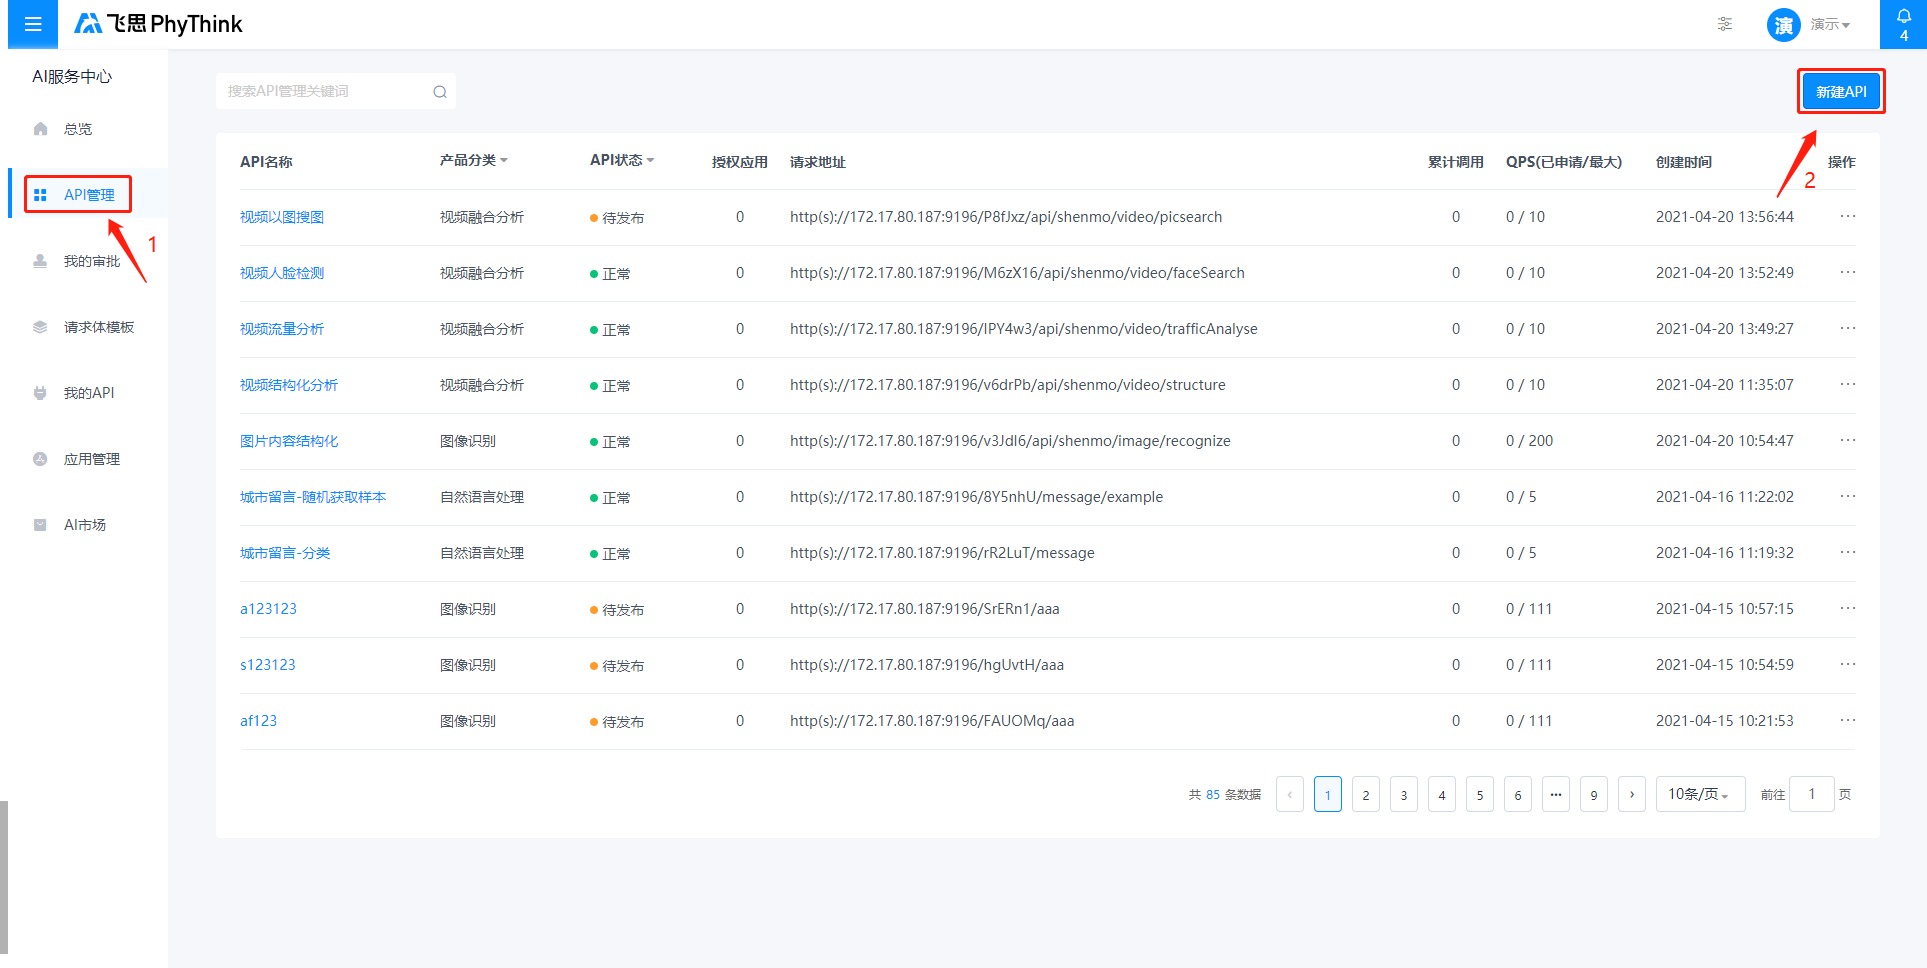 飞思 PhyThink
演
演示
4
AI服务中心
总览
API管理
1
我的审批
请求体模板
我的API
应用管理
AI市场
搜索API管理关键词
新建API
2
API名称 产品分类 API状态 授权应用 请求地址 累计调用 QPS(已申请/最大) 创建时间 操作
视频以图搜图 视频融合分析 待发布 0 http(s)://172.17.80.187:9196/P8fJxz/api/shenmo/video/picsearch 0 0 / 10 2021-04-20 13:56:44 ...
视频人脸检测 视频融合分析 正常 0 http(s)://172.17.80.187:9196/M6zX16/api/shenmo/video/faceSearch 0 0 / 10 2021-04-20 13:52:49 ...
视频流量分析 视频融合分析 正常 0 http(s)://172.17.80.187:9196/IPY4w3/api/shenmo/video/trafficAnalyse 0 0 / 10 2021-04-20 13:49:27 ...
视频结构化分析 视频融合分析 正常 0 http(s)://172.17.80.187:9196/v6drPb/api/shenmo/video/structure 0 0 / 10 2021-04-20 11:35:07 ...
图片内容结构化 图像识别 正常 0 http(s)://172.17.80.187:9196/v3JdI6/api/shenmo/image/recognize 0 0 / 200 2021-04-20 10:54:47 ...
城市留言-随机获取样本 自然语言处理 正常 0 http(s)://172.17.80.187:9196/8Y5nhU/message/example 0 0 / 5 2021-04-16 11:22:02 ...
城市留言-分类 自然语言处理 正常 0 http(s)://172.17.80.187:9196/rR2LuT/message 0 0 / 5 2021-04-16 11:19:32 ...
a123123 图像识别 待发布 0 http(s)://172.17.80.187:9196/SrERn1/aaa 0 0 / 111 2021-04-15 10:57:15 ...
s123123 图像识别 待发布 0 http(s)://172.17.80.187:9196/hgUvtH/aaa 0 0 / 111 2021-04-15 10:54:59 ...
af123 图像识别 待发布 0 http(s)://172.17.80.187:9196/FAUOMq/aaa 0 0 / 111 2021-04-15 10:21:53 ...
共 85 条数据 ‹ 1 2 3 4 5 6 ... 9 › 10条/页 前往 1 页